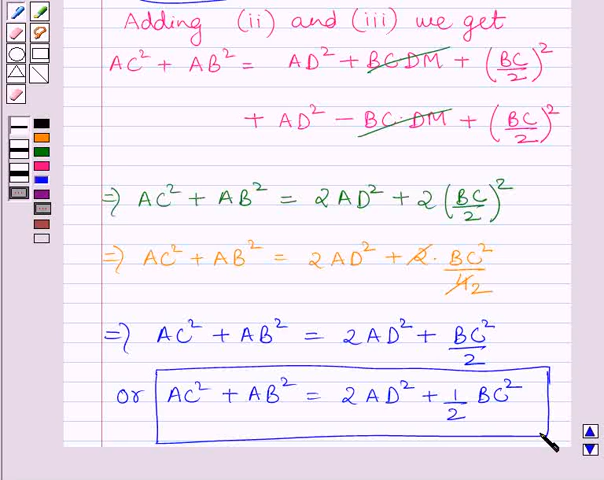 Adding (ii) and (iii) we get
AC² + AB² = AD² + BC·DM + (BC/2)²
+ AD² − BC·DM + (BC/2)²
⇒) AC² + AB² = 2AD² + 2(BC/2)²
⇒) AC² + AB² = 2AD² + 2·BC²/4 2
⇒) AC² + AB² = 2AD² + BC²/2
or AC² + AB² = 2AD² + 1/2 BC²